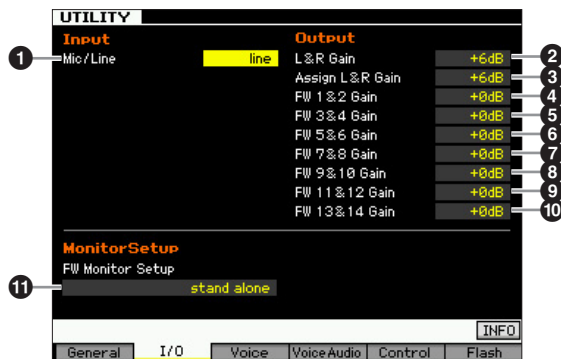 UTILITY
Input
Output
1 Mic/Line line
L&R Gain +6dB 2
Assign L&R Gain +6dB 3
FW 1&2 Gain +0dB 4
FW 3&4 Gain +0dB 5
FW 5&6 Gain +0dB 6
FW 7&8 Gain +0dB 7
FW 9&10 Gain +0dB 8
FW 11&12 Gain +0dB 9
FW 13&14 Gain +0dB 10
MonitorSetup
FW Monitor Setup
11 stand alone
INFO
General I/O Voice Voice Audio Control Flash